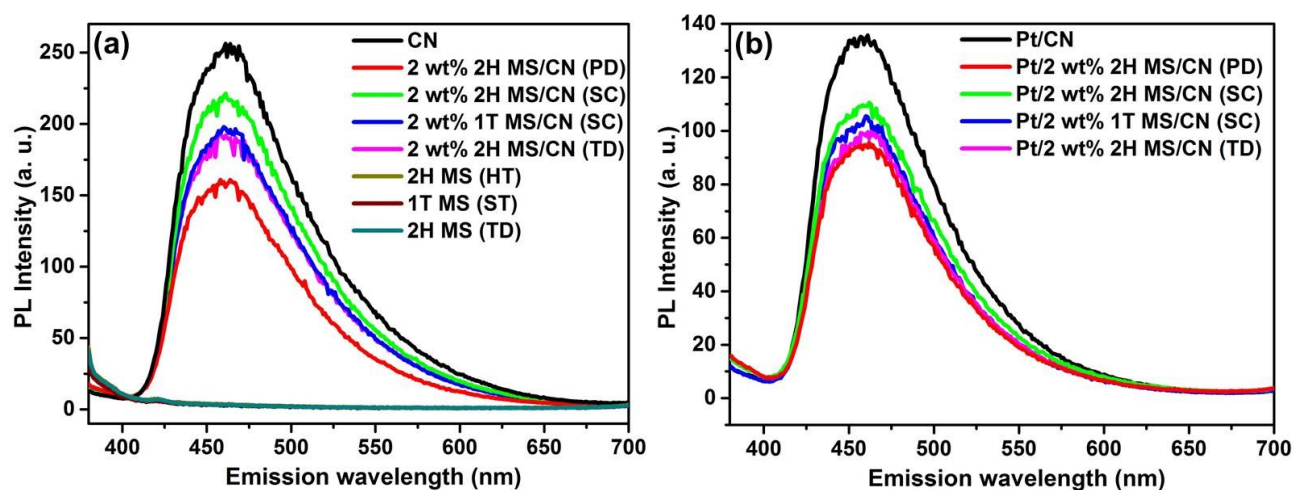 (a)
CN
2 wt% 2H MS/CN (PD)
2 wt% 2H MS/CN (SC)
2 wt% 1T MS/CN (SC)
2 wt% 2H MS/CN (TD)
2H MS (HT)
1T MS (ST)
2H MS (TD)
PL Intensity (a. u.)
250
200
150
100
50
0
400 450 500 550 600 650 700
Emission wavelength (nm)
(b)
Pt/CN
Pt/2 wt% 2H MS/CN (PD)
Pt/2 wt% 2H MS/CN (SC)
Pt/2 wt% 1T MS/CN (SC)
Pt/2 wt% 2H MS/CN (TD)
PL Intensity (a. u.)
140
120
100
80
60
40
20
0
400 450 500 550 600 650 700
Emission wavelength (nm)